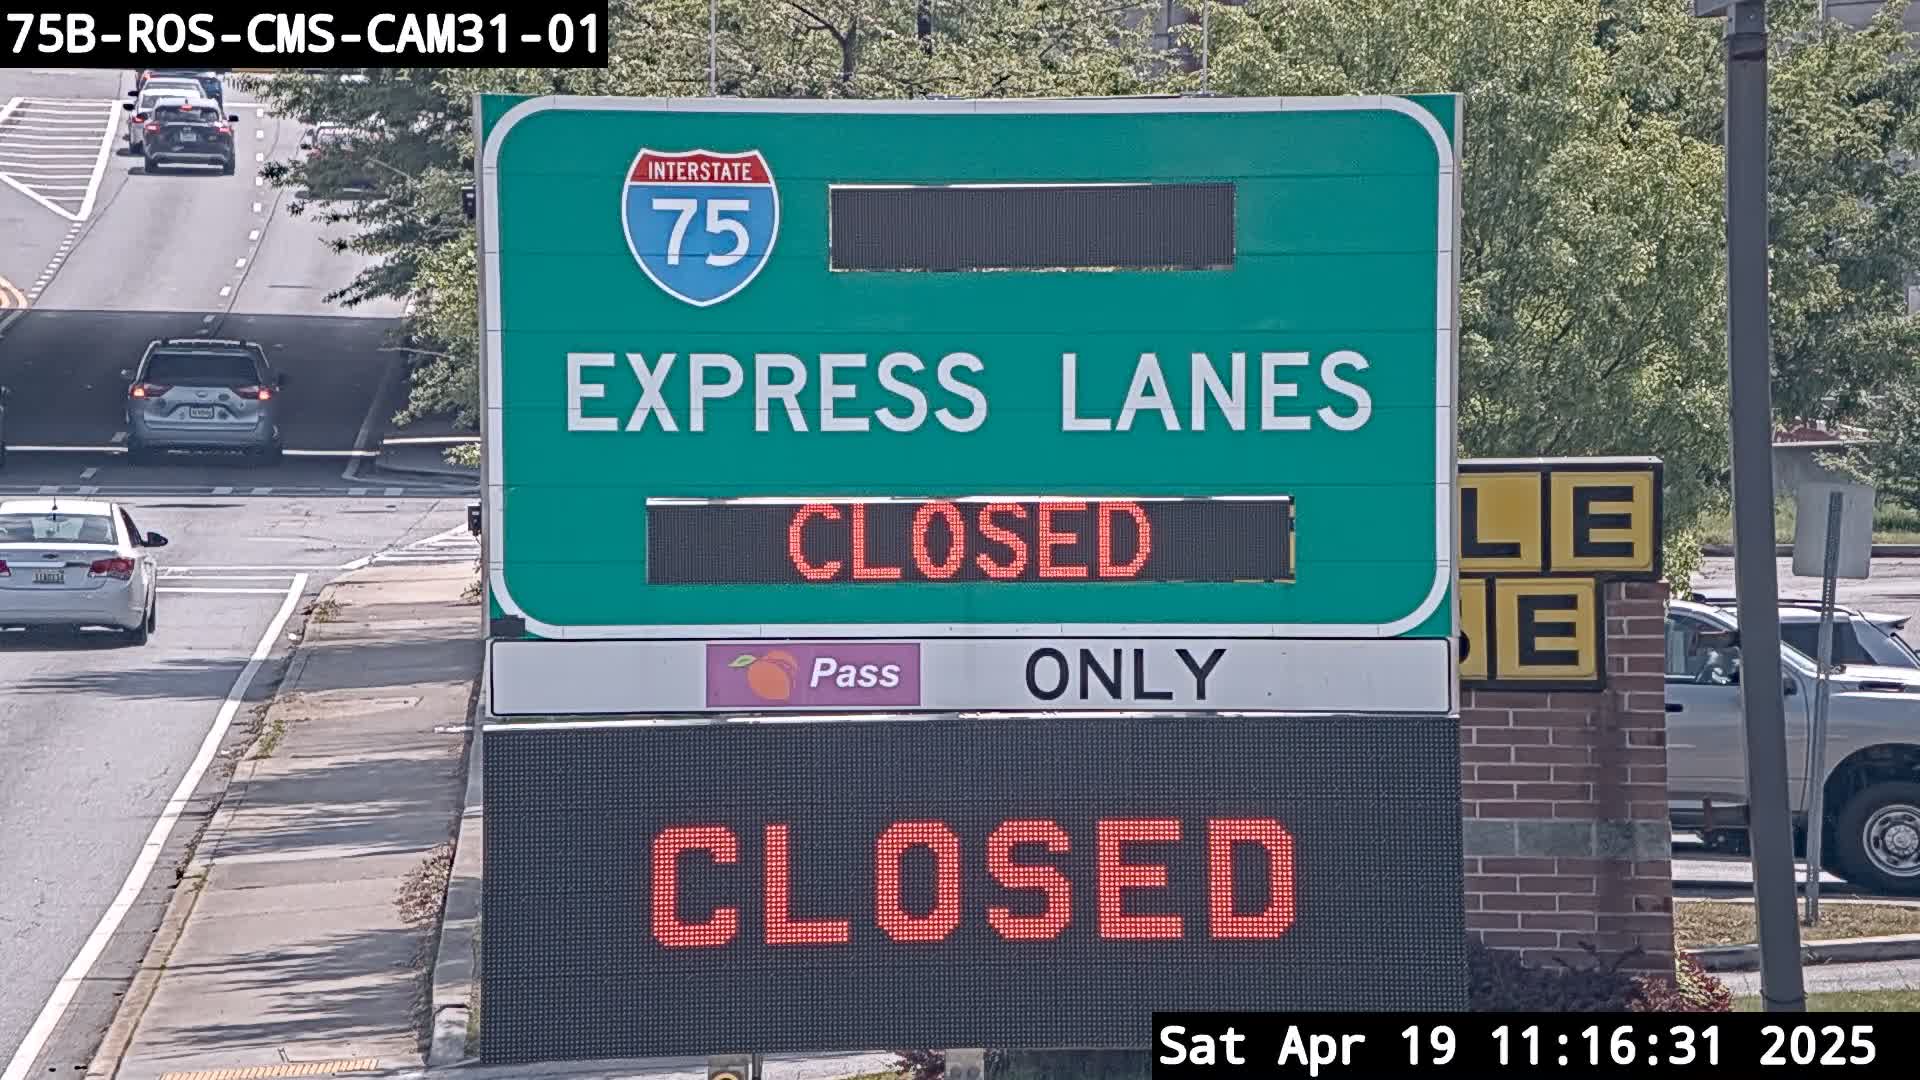 75B-ROS-CMS-CAM31-01
INTERSTATE
75
EXPRESS LANES
CLOSED
Pass ONLY
CLOSED
LE
E
Sat Apr 19 11:16:31 2025